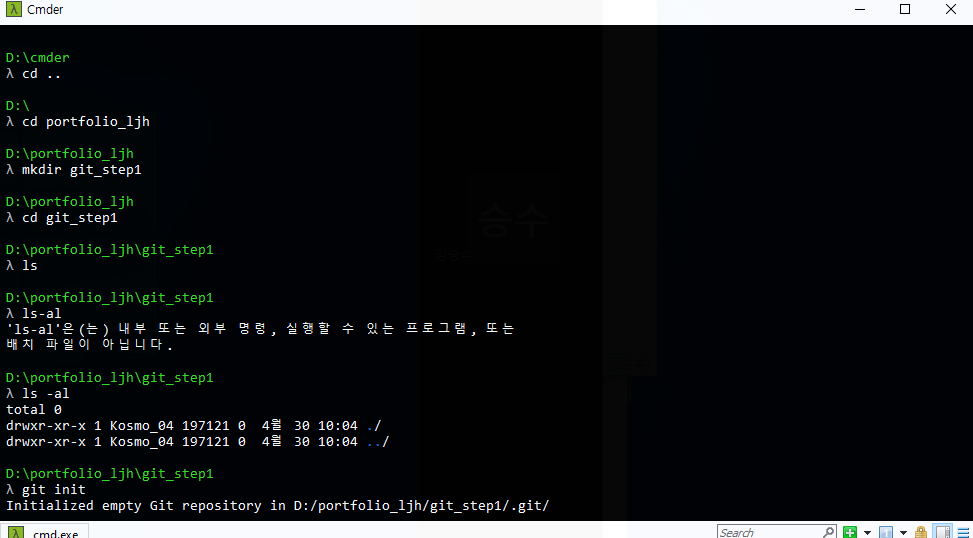 Cmder
D:\cmder
λ cd ..
D:\
λ cd portfolio_ljh
D:\portfolio_ljh
λ mkdir git_step1
D:\portfolio_ljh
λ cd git_step1
승수
D:\portfolio_ljh\git_step1
λ ls
D:\portfolio_ljh\git_step1
λ ls-al
'ls-al'은(는) 내부 또는 외부 명령, 실행할 수 있는 프로그램, 또는
배치 파일이 아닙니다.
D:\portfolio_ljh\git_step1
λ ls -al
total 0
drwxr-xr-x 1 Kosmo_04 197121 0  4월 30 10:04 ./
drwxr-xr-x 1 Kosmo_04 197121 0  4월 30 10:04 ../
D:\portfolio_ljh\git_step1
λ git init
Initialized empty Git repository in D:/portfolio_ljh/git_step1/.git/
λ cmd.exe
Search